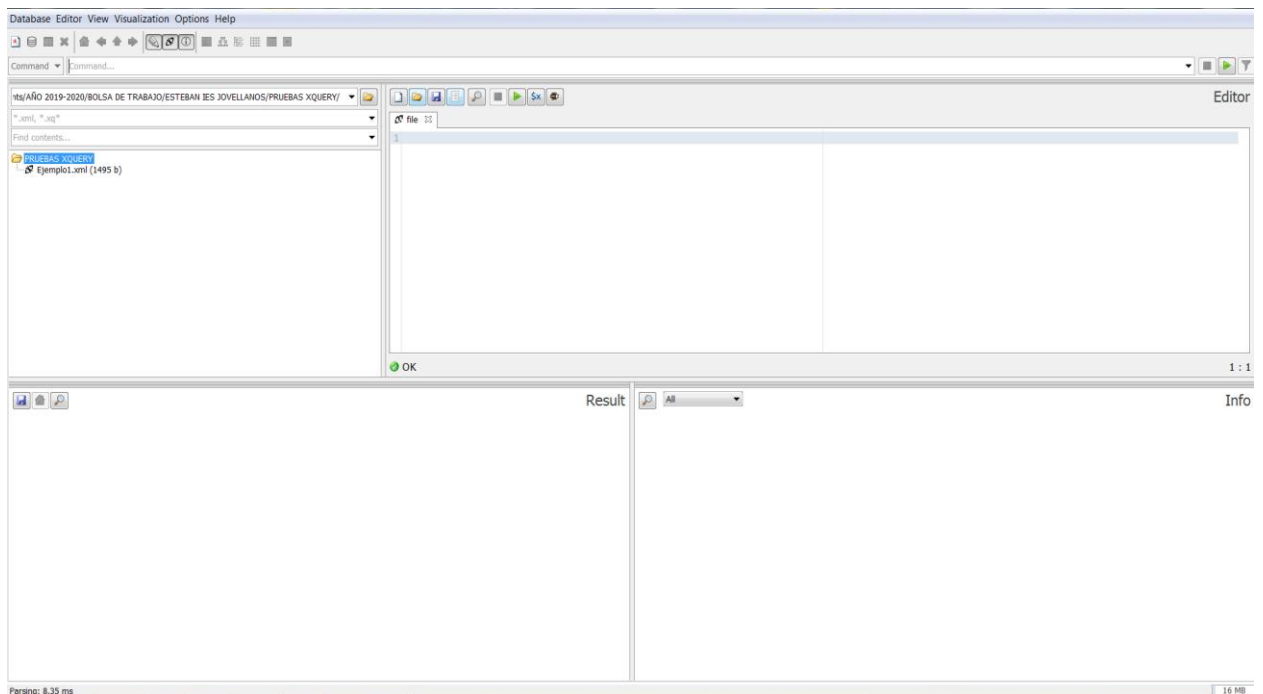 Database Editor View Visualization Options Help
Command Command...
nts/AÑO 2019-2020/BOLSA DE TRABAJO/ESTEBAN IES JOVELLANOS/PRUEBAS XQUERY/
*.xml, *.xq*
Find contents...
PRUEBAS XQUERY
Ejemplo1.xml (1495 b)
$x
Editor
file
1
OK
1 : 1
Result
All
Info
Parsing: 8.35 ms
16 MB